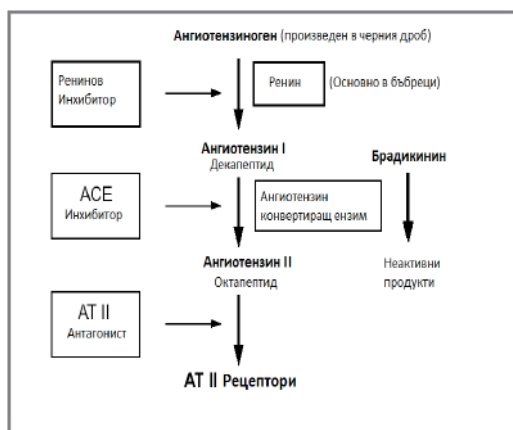 Ангиотензиноген (произведен в черния дроб)
Ренинов
Инхибитор
Ренин
(Основно в бъбреци)
Ангиотензин I
Декапептид
Брадикинин
ACE
Инхибитор
Ангиотензин
конвертиращ ензим
Ангиотензин II
Октапептид
Неактивни
продукти
AT II
Антагонист
AT II Рецептори